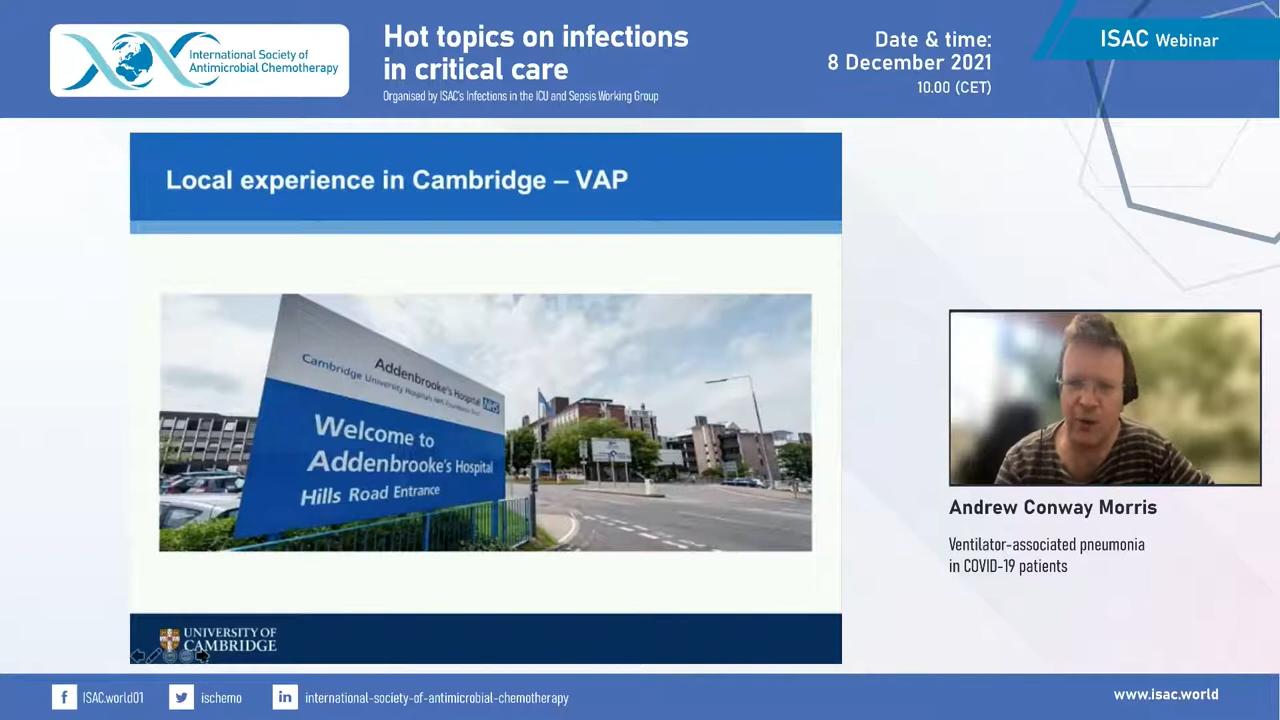 International Society of
Antimicrobial Chemotherapy
Hot topics on infections
in critical care
Organised by ISAC's Infections in the ICU and Sepsis Working Group
Date & time:
8 December 2021
10.00 (CET)
ISAC Webinar
Local experience in Cambridge – VAP
Addenbrooke's Hospital
Cambridge University Hospitals NHS Foundation Trust
NHS
Welcome to
Addenbrooke's Hospital
Hills Road Entrance
UNIVERSITY OF
CAMBRIDGE
Andrew Conway Morris
Ventilator-associated pneumonia
in COVID-19 patients
ISAC.world01
ischemo
international-society-of-antimicrobial-chemotherapy
www.isac.world